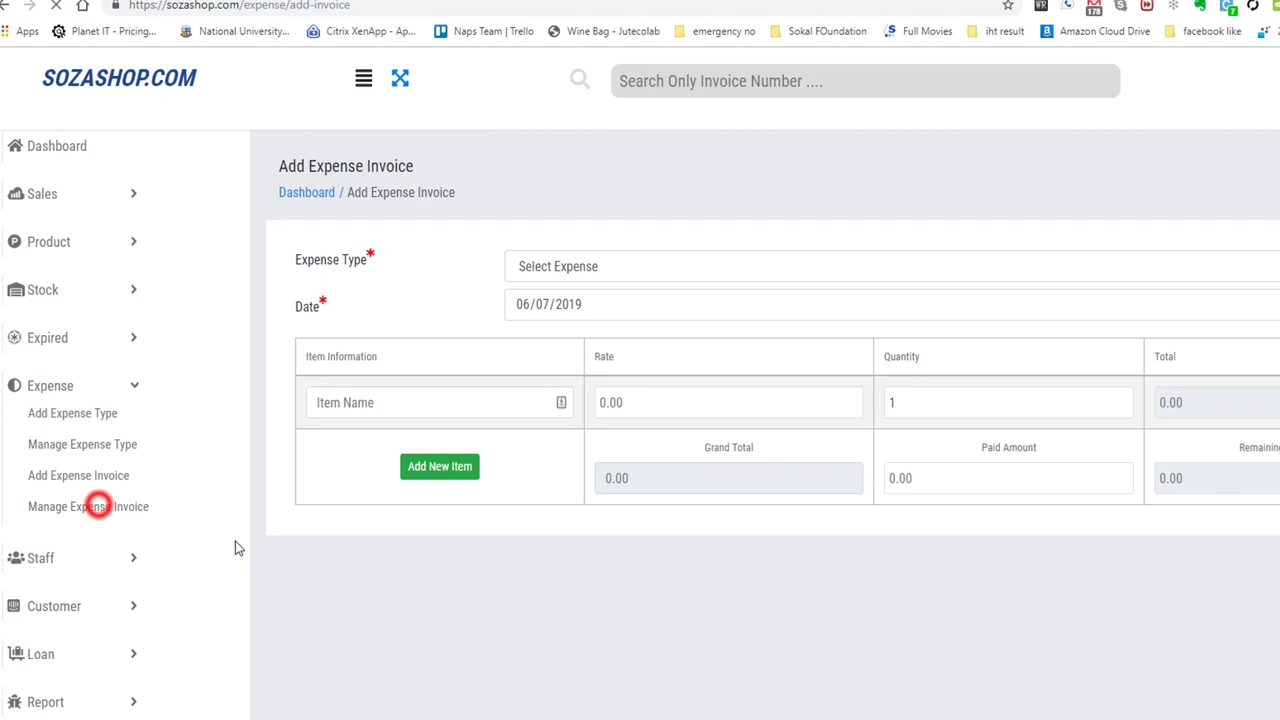 https://sozashop.com/expense/add-invoice
178
7
Apps Planet IT - Pricing... National University... Citrix XenApp - Ap... Naps Team | Trello Wine Bag - Jutecolab emergency no Sokal FOundation Full Movies iht result Amazon Cloud Drive facebook like
SOZASHOP.COM
Search Only Invoice Number ....
Dashboard
Sales
Product
Stock
Expired
Expense
Add Expense Type
Manage Expense Type
Add Expense Invoice
Manage Expense Invoice
Staff
Customer
Loan
Report
Add Expense Invoice
Dashboard / Add Expense Invoice
Expense Type*
Select Expense
Date*
06/07/2019
Item Information Rate Quantity Total
Item Name 0.00 1 0.00
Add New Item
Grand Total Paid Amount Remaining
0.00 0.00 0.00